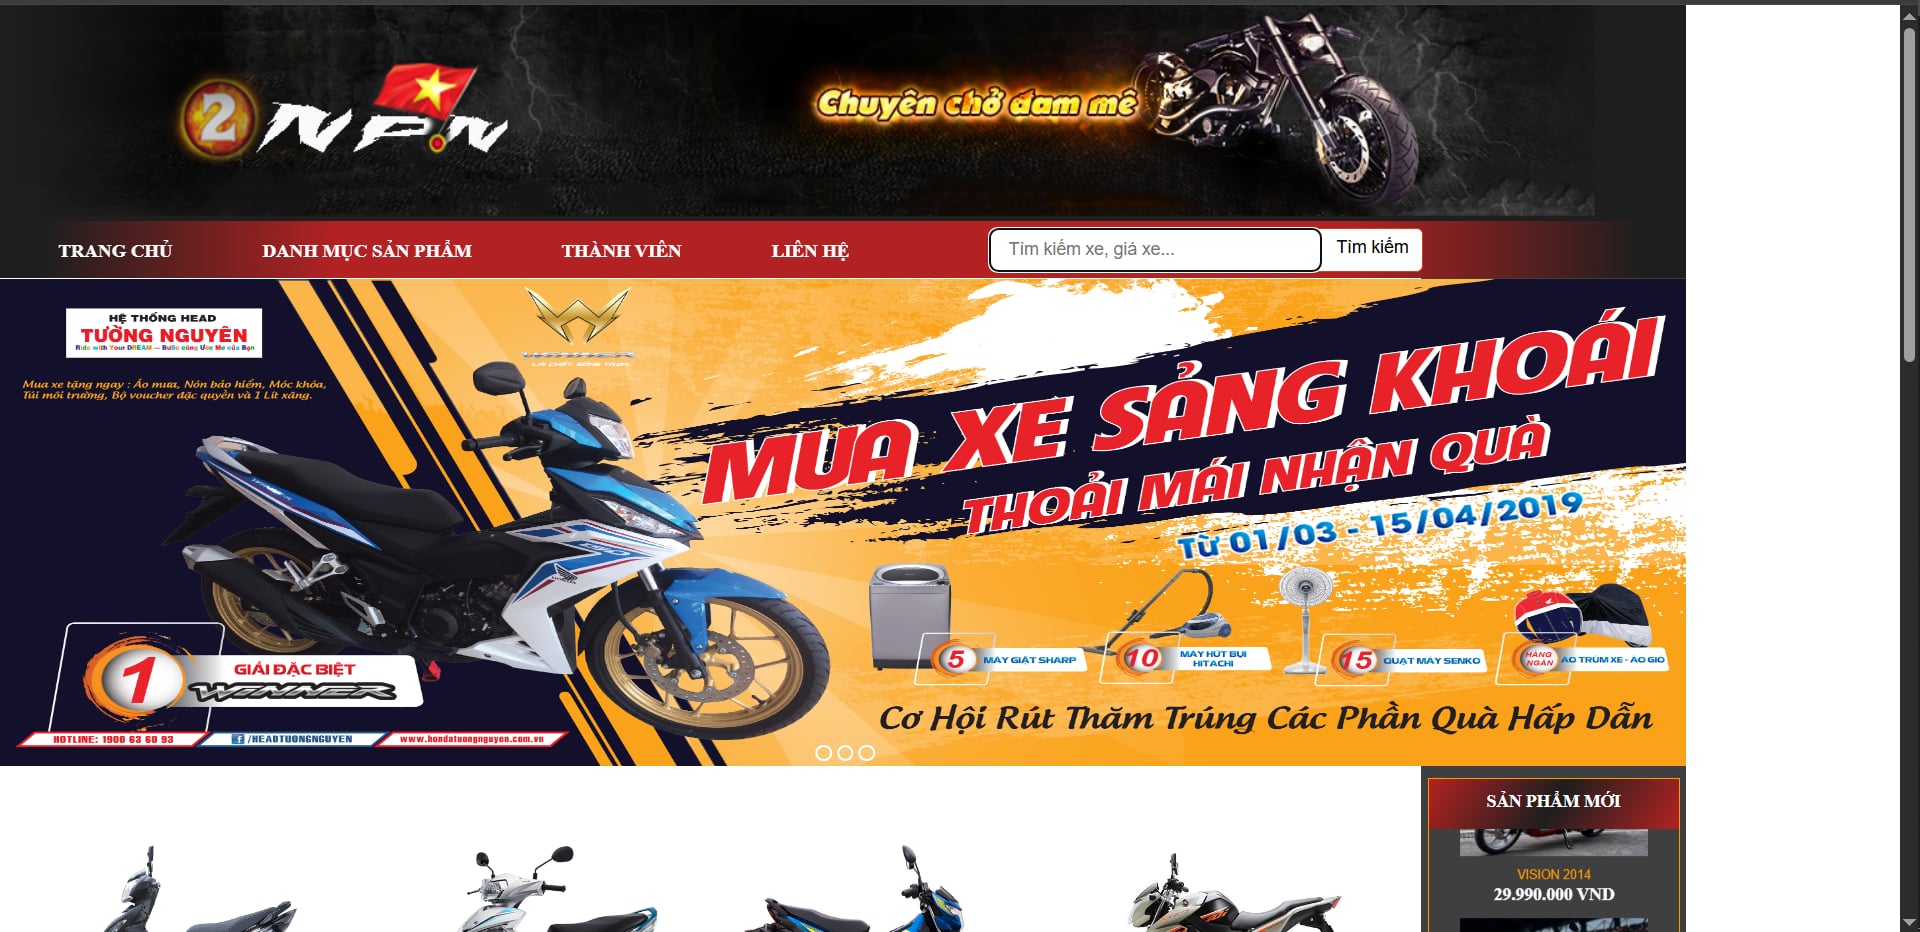 2NPN
Chuyên chở đam mê
TRANG CHỦ
DANH MỤC SẢN PHẨM
THÀNH VIÊN
LIÊN HỆ
Tìm kiếm xe, giá xe...
Tìm kiếm
HỆ THỐNG HEAD
TƯỜNG NGUYÊN
Ride with Your DREAM — Bước cùng Ước Mơ của Bạn
Mua xe tặng ngay : Áo mưa, Nón bảo hiểm, Móc khóa,
Túi môi trường, Bộ voucher đặc quyền và 1 Lít xăng.
WINNER
MUA XE SẢNG KHOÁI
THOẢI MÁI NHẬN QUÀ
Từ 01/03 - 15/04/2019
1
GIẢI ĐẶC BIỆT
WINNER
5
MÁY GIẶT SHARP
10
MÁY HÚT BỤI
HITACHI
15
QUẠT MÁY SENKO
HÀNG
NGÀN
ÁO TRÙM XE - ÁO GIÓ
Cơ Hội Rút Thăm Trúng Các Phần Quà Hấp Dẫn
HOTLINE: 1900 63 60 93
/HEADTUONGNGUYEN
www.hondatuongnguyen.com.vn
SẢN PHẨM MỚI
VISION 2014
29.990.000 VND